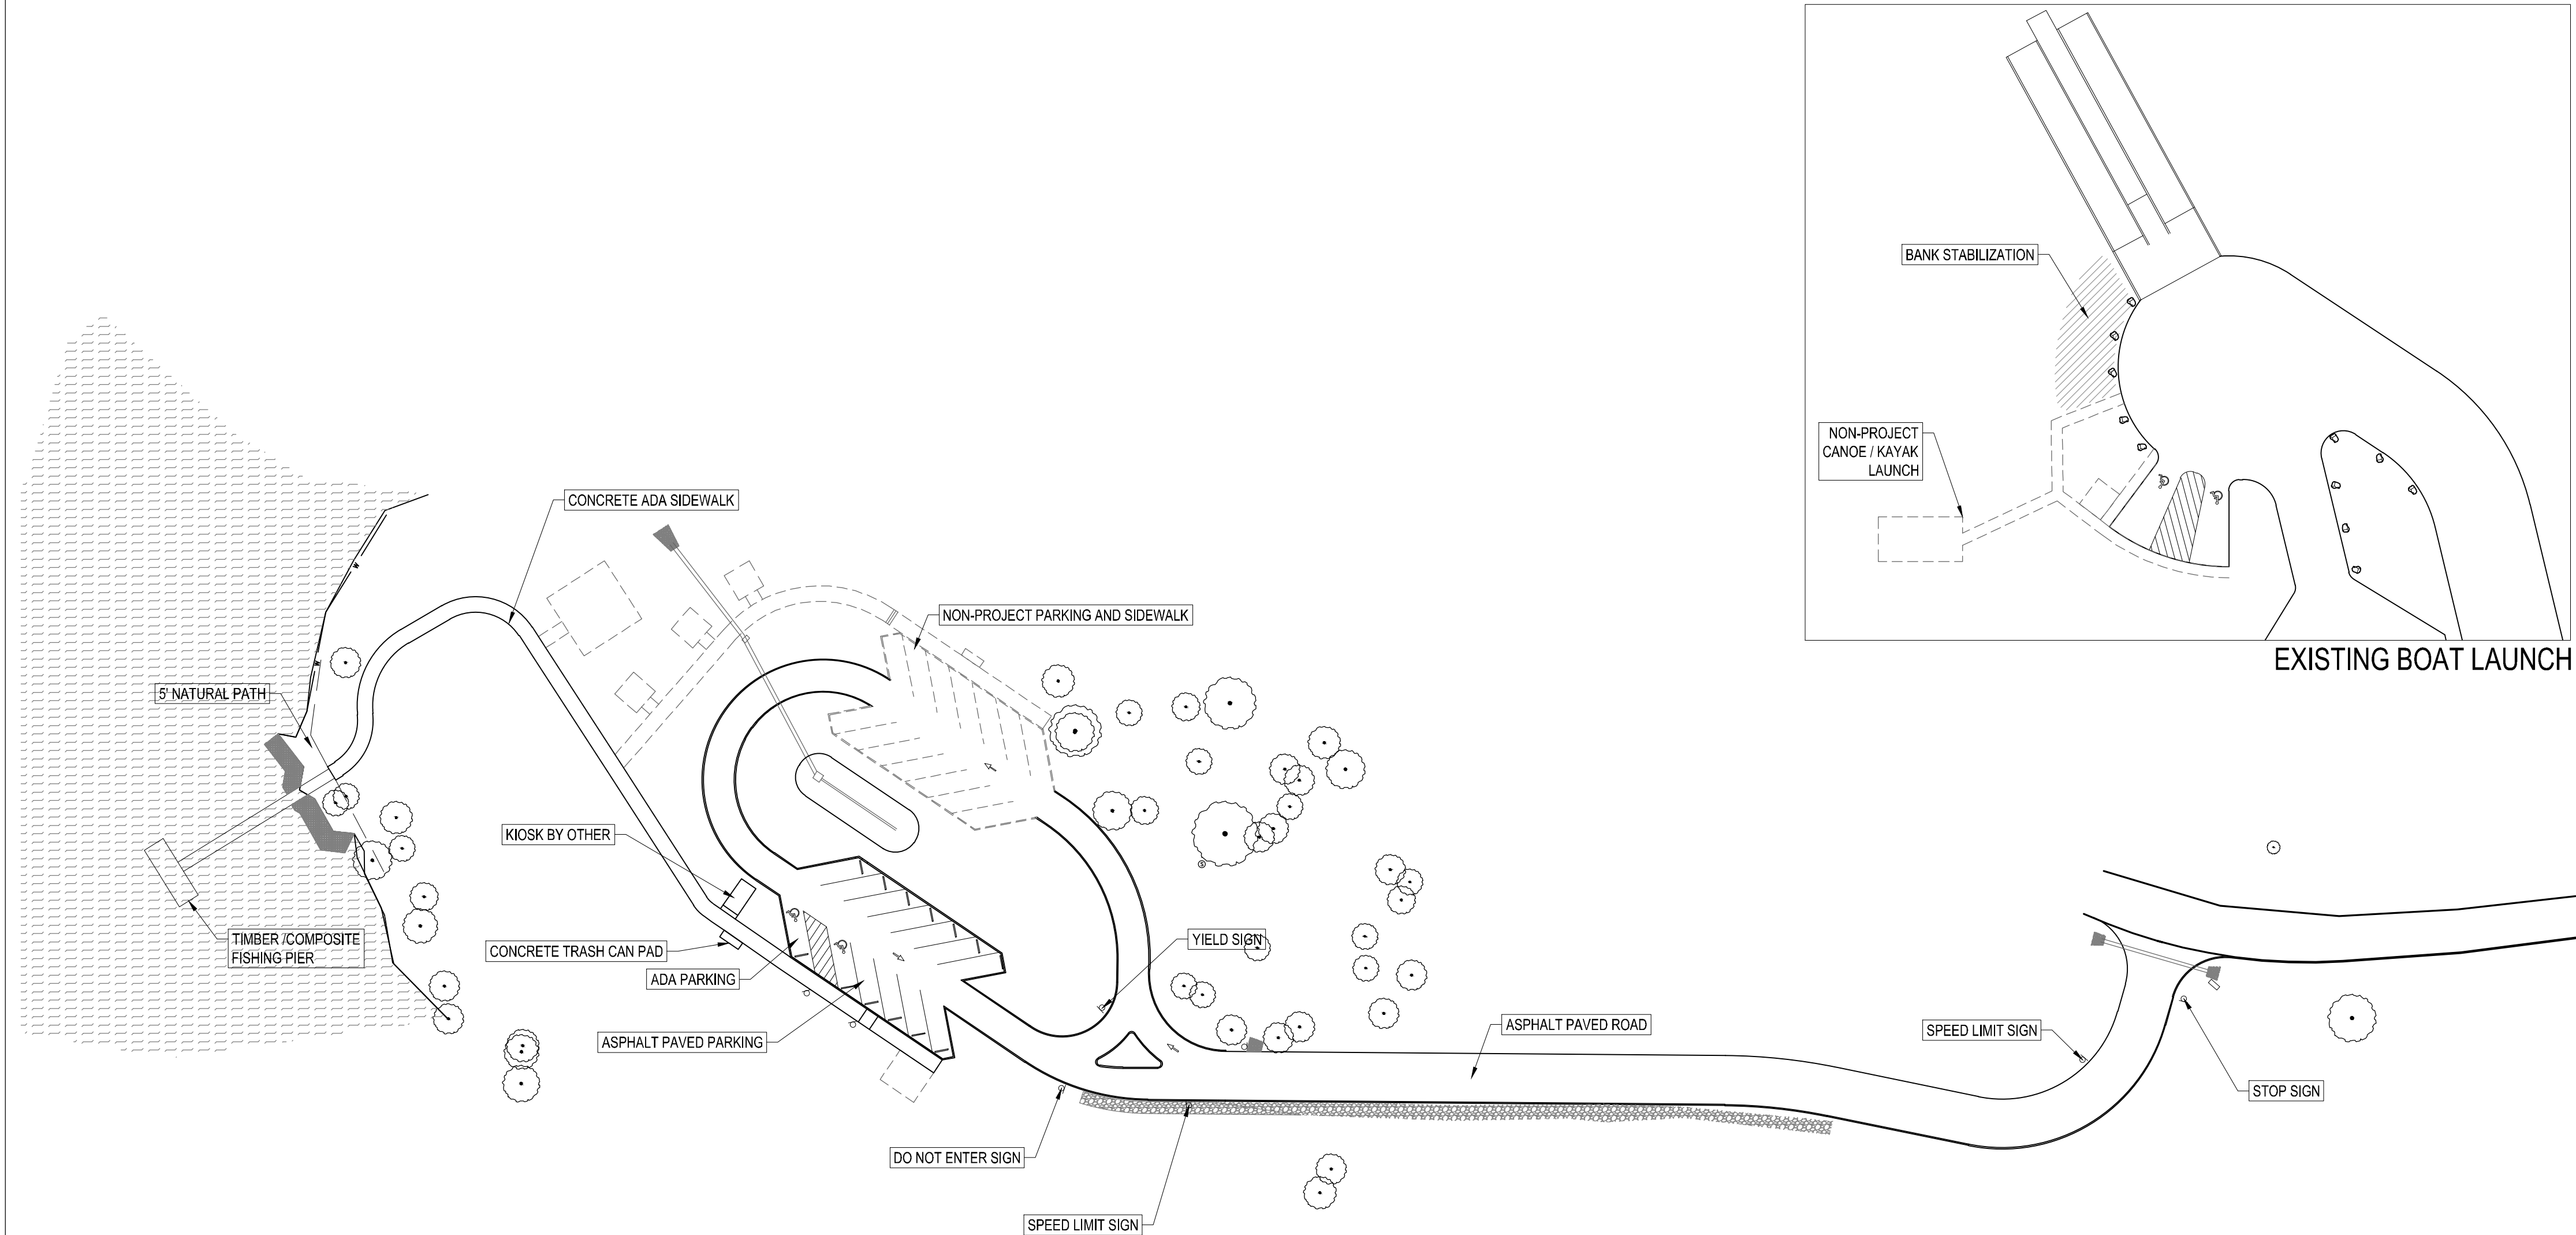 BANK STABILIZATION
NON-PROJECT
CANOE / KAYAK
LAUNCH
EXISTING BOAT LAUNCH
CONCRETE ADA SIDEWALK
W
NON-PROJECT PARKING AND SIDEWALK
W
5' NATURAL PATH
KIOSK BY OTHER
TIMBER /COMPOSITE
FISHING PIER
CONCRETE TRASH CAN PAD
YIELD SIGN
ADA PARKING
ASPHALT PAVED ROAD
SPEED LIMIT SIGN
ASPHALT PAVED PARKING
STOP SIGN
DO NOT ENTER SIGN
SPEED LIMIT SIGN